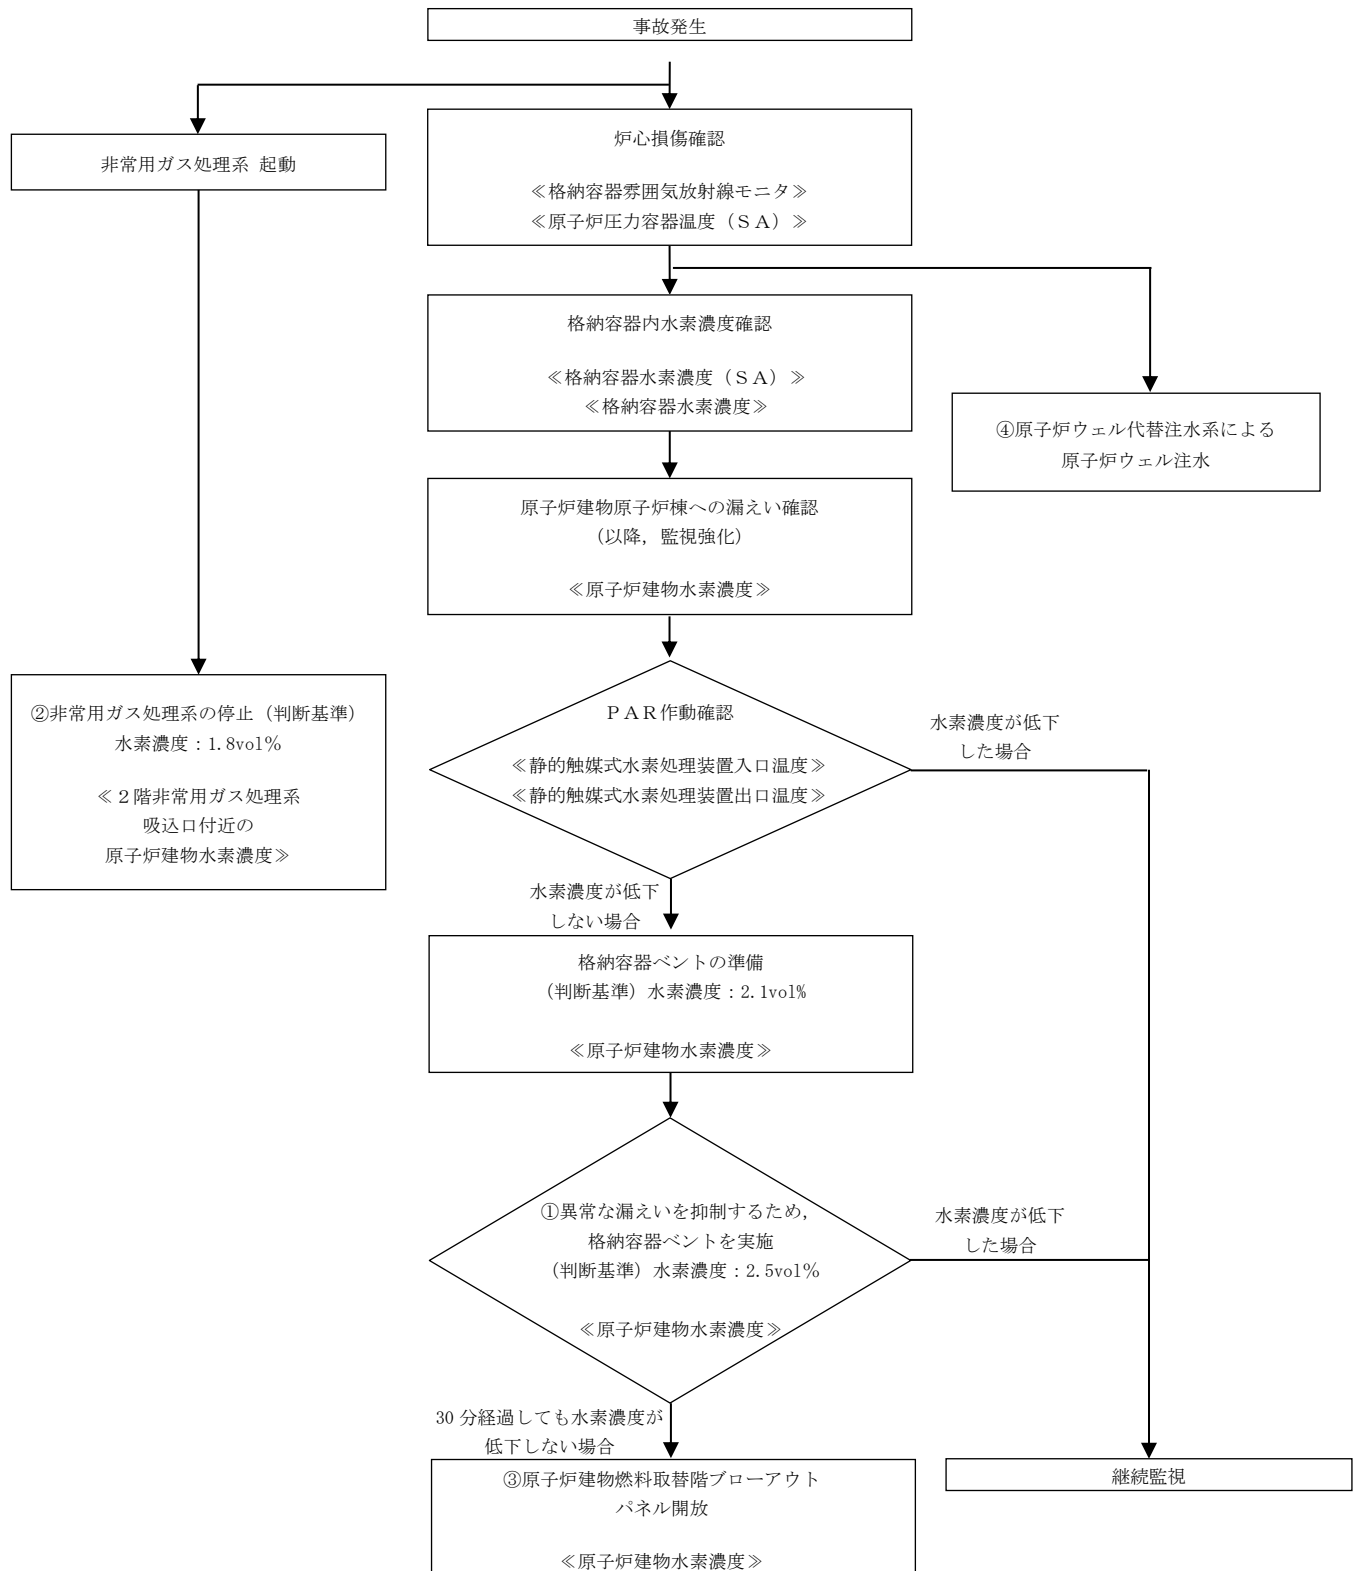 事故発生
非常用ガス処理系 起動
炉心損傷確認
≪格納容器雰囲気放射線モニタ≫
≪原子炉圧力容器温度（ＳＡ）≫
格納容器内水素濃度確認
≪格納容器水素濃度（ＳＡ）≫
≪格納容器水素濃度≫
④原子炉ウェル代替注水系による
原子炉ウェル注水
原子炉建物原子炉棟への漏えい確認
（以降，監視強化）
≪原子炉建物水素濃度≫
②非常用ガス処理系の停止（判断基準）
水素濃度：1.8vol％
≪２階非常用ガス処理系
吸込口付近の
原子炉建物水素濃度≫
ＰＡＲ作動確認
≪静的触媒式水素処理装置入口温度≫
≪静的触媒式水素処理装置出口温度≫
水素濃度が低下
した場合
水素濃度が低下
しない場合
格納容器ベントの準備
（判断基準）水素濃度：2.1vol%
≪原子炉建物水素濃度≫
①異常な漏えいを抑制するため，
格納容器ベントを実施
（判断基準）水素濃度：2.5vol％
≪原子炉建物水素濃度≫
水素濃度が低下
した場合
30 分経過しても水素濃度が
低下しない場合
③原子炉建物燃料取替階ブローアウト
パネル開放
≪原子炉建物水素濃度≫
継続監視